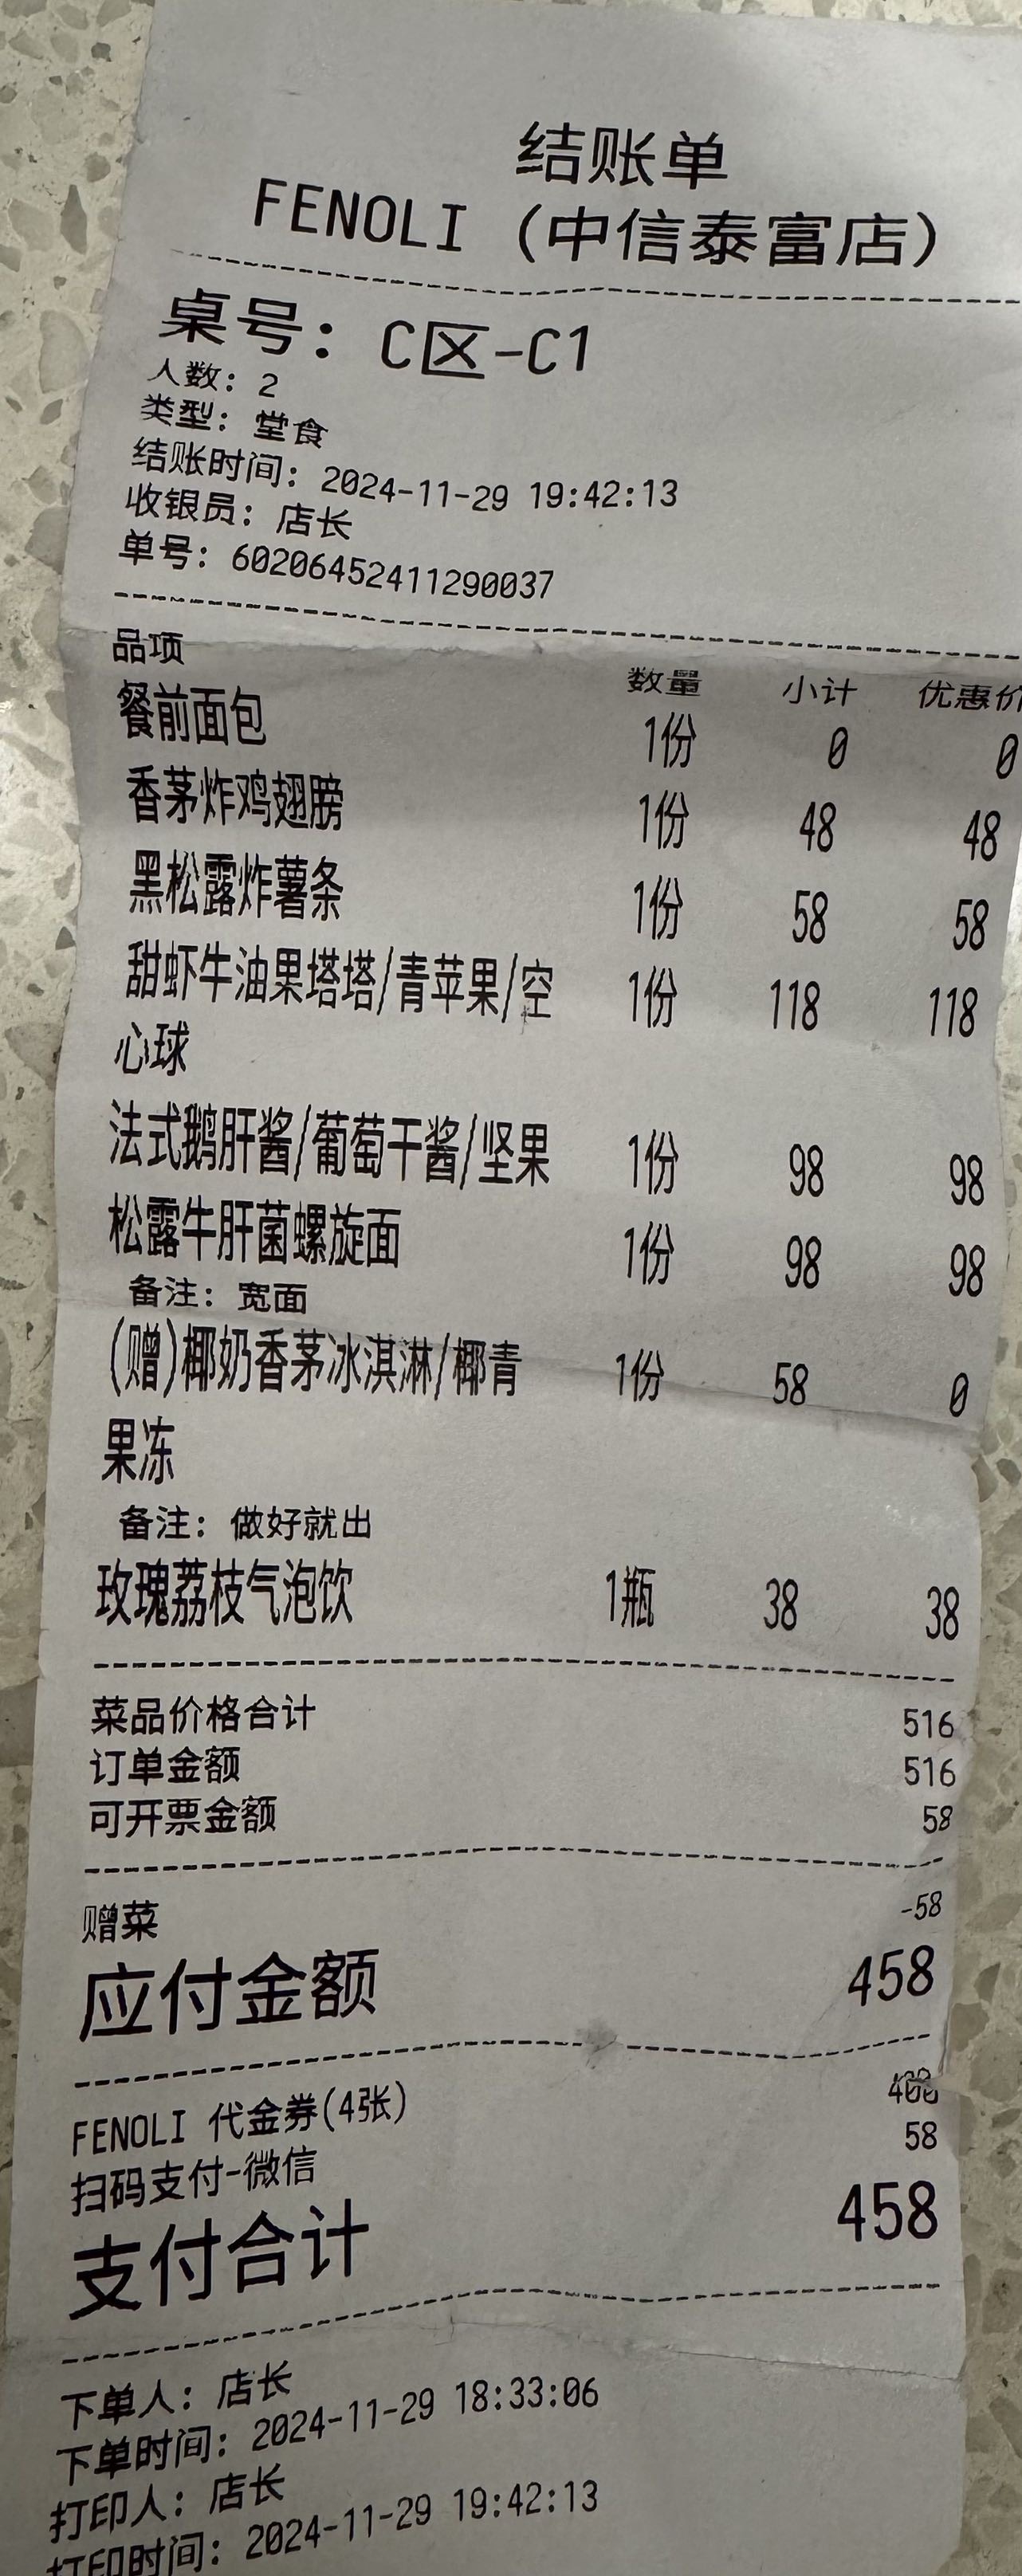 结账单
FENOLI (中信泰富店)
桌号: C区-C1
人数: 2
类型: 堂食
结账时间: 2024-11-29 19:42:13
收银员: 店长
单号: 60206452411290037
品项 数量 小计 优惠价
餐前面包 1份 0 0
香茅炸鸡翅膀 1份 48 48
黑松露炸薯条 1份 58 58
甜虾牛油果塔塔/青苹果/空 1份 118 118
心球
法式鹅肝酱/葡萄干酱/坚果 1份 98 98
松露牛肝菌螺旋面 1份 98 98
备注: 宽面
(赠)椰奶香茅冰淇淋/椰青 1份 58 0
果冻
备注: 做好就出
玫瑰荔枝气泡饮 1瓶 38 38
菜品价格合计 516
订单金额 516
可开票金额 58
赠菜 -58
应付金额 458
FENOLI 代金券(4张) 400
扫码支付-微信 58
支付合计 458
下单人: 店长
下单时间: 2024-11-29 18:33:06
打印人: 店长
打印时间: 2024-11-29 19:42:13